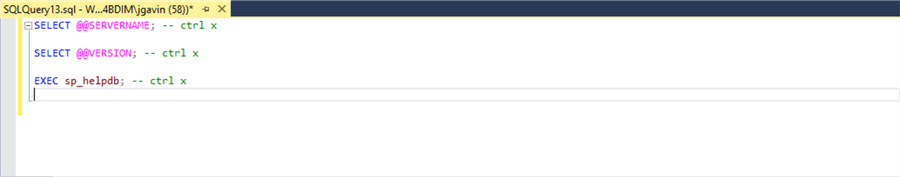 SQLQuery13.sql - W...4BDIM\jgavin (58))*
SELECT @@SERVERNAME; -- ctrl x
SELECT @@VERSION; -- ctrl x
EXEC sp_helpdb; -- ctrl x